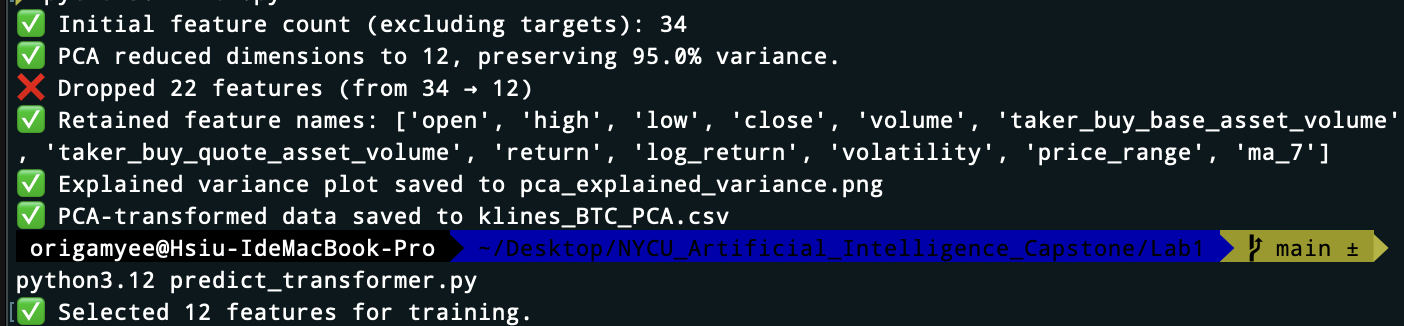 ✅ Initial feature count (excluding targets): 34
✅ PCA reduced dimensions to 12, preserving 95.0% variance.
❌ Dropped 22 features (from 34 → 12)
✅ Retained feature names: ['open', 'high', 'low', 'close', 'volume', 'taker_buy_base_asset_volume'
, 'taker_buy_quote_asset_volume', 'return', 'log_return', 'volatility', 'price_range', 'ma_7']
✅ Explained variance plot saved to pca_explained_variance.png
✅ PCA-transformed data saved to klines_BTC_PCA.csv
origamyee@Hsiu-IdeMacBook-Pro ~/Desktop/NYCU_Artificial_Intelligence_Capstone/Lab1 main ±
python3.12 predict_transformer.py
[✅ Selected 12 features for training.